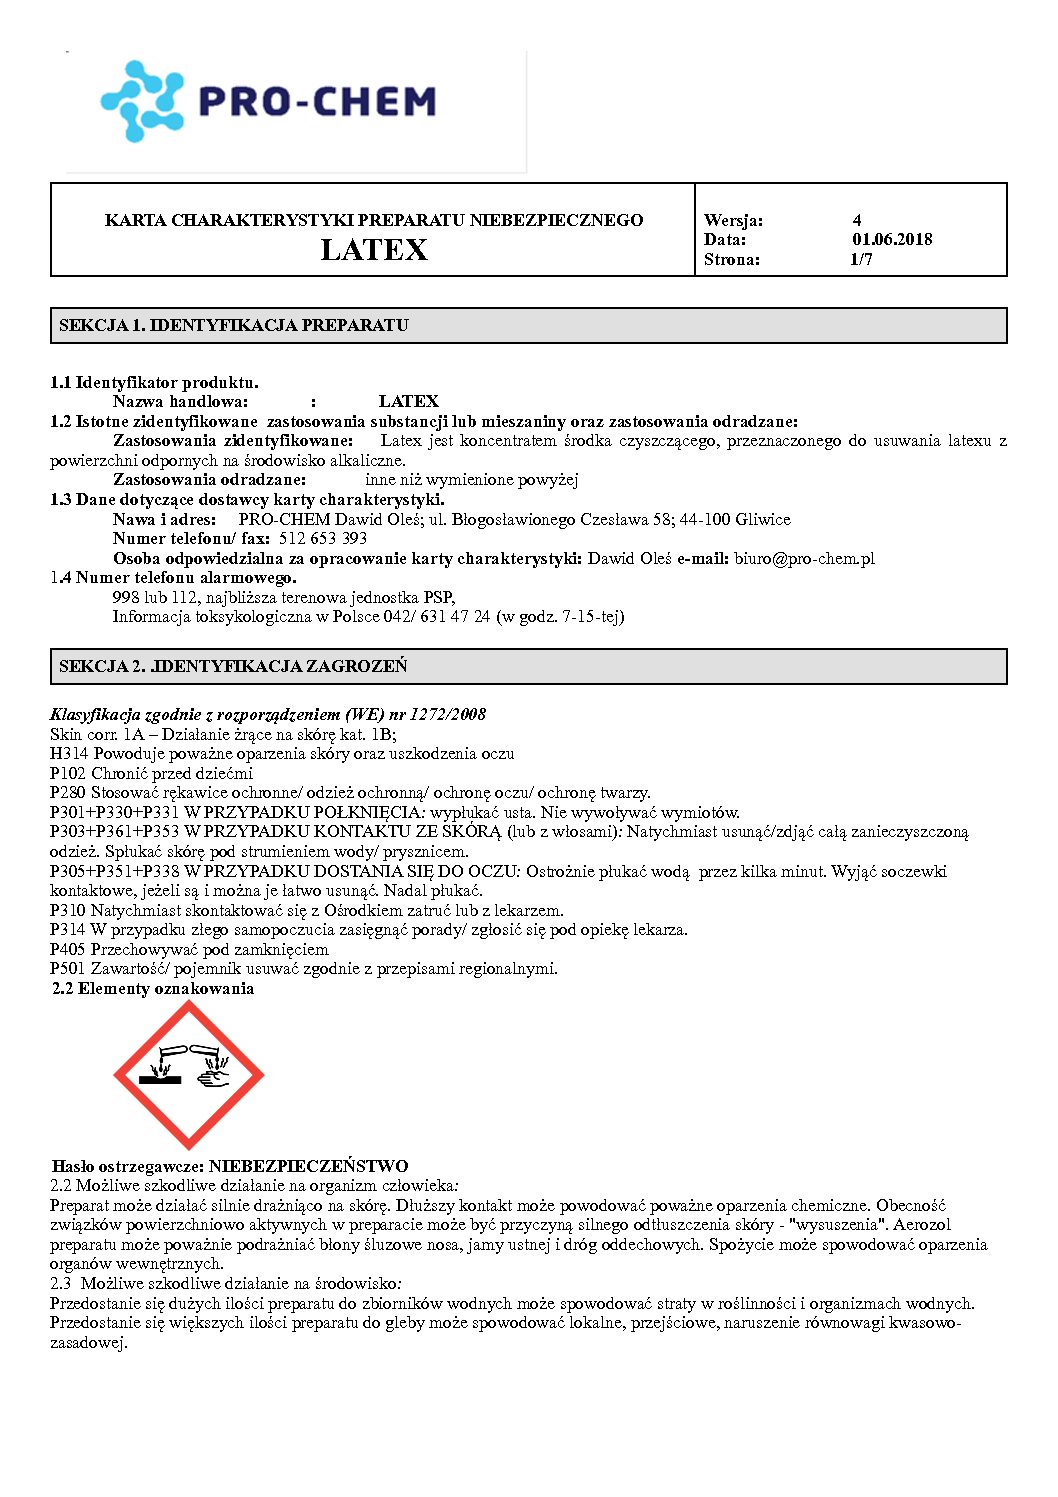 PRO-CHEM
KARTA CHARAKTERYSTYKI PREPARATU NIEBEZPIECZNEGO
LATEX
Wersja: 4
Data: 01.06.2018
Strona: 1/7
SEKCJA 1. IDENTYFIKACJA PREPARATU
1.1 Identyfikator produktu.
Nazwa handlowa: : LATEX
1.2 Istotne zidentyfikowane zastosowania substancji lub mieszaniny oraz zastosowania odradzane:
Zastosowania zidentyfikowane: Latex jest koncentratem środka czyszczącego, przeznaczonego do usuwania latexu z
powierzchni odpornych na środowisko alkaliczne.
Zastosowania odradzane: inne niż wymienione powyżej
1.3 Dane dotyczące dostawcy karty charakterystyki.
Nawa i adres: PRO-CHEM Dawid Oleś; ul. Błogosławionego Czesława 58; 44-100 Gliwice
Numer telefonu/ fax: 512 653 393
Osoba odpowiedzialna za opracowanie karty charakterystyki: Dawid Oleś e-mail: biuro@pro-chem.pl
1.4 Numer telefonu alarmowego.
998 lub 112, najbliższa terenowa jednostka PSP,
Informacja toksykologiczna w Polsce 042/ 631 47 24 (w godz. 7-15-tej)
SEKCJA 2. .IDENTYFIKACJA ZAGROZEŃ
Klasyfikacja zgodnie z rozporządzeniem (WE) nr 1272/2008
Skin corr. 1A – Działanie żrące na skórę kat. 1B;
H314 Powoduje poważne oparzenia skóry oraz uszkodzenia oczu
P102 Chronić przed dziećmi
P280 Stosować rękawice ochronne/ odzież ochronną/ ochronę oczu/ ochronę twarzy.
P301+P330+P331 W PRZYPADKU POŁKNIĘCIA: wypłukać usta. Nie wywoływać wymiotów.
P303+P361+P353 W PRZYPADKU KONTAKTU ZE SKÓRĄ (lub z włosami): Natychmiast usunąć/zdjąć całą zanieczyszczoną
odzież. Spłukać skórę pod strumieniem wody/ prysznicem.
P305+P351+P338 W PRZYPADKU DOSTANIA SIĘ DO OCZU: Ostrożnie płukać wodą przez kilka minut. Wyjąć soczewki
kontaktowe, jeżeli są i można je łatwo usunąć. Nadal płukać.
P310 Natychmiast skontaktować się z Ośrodkiem zatruć lub z lekarzem.
P314 W przypadku złego samopoczucia zasięgnąć porady/ zgłosić się pod opiekę lekarza.
P405 Przechowywać pod zamknięciem
P501 Zawartość/ pojemnik usuwać zgodnie z przepisami regionalnymi.
2.2 Elementy oznakowania
Hasło ostrzegawcze: NIEBEZPIECZEŃSTWO
2.2 Możliwe szkodliwe działanie na organizm człowieka:
Preparat może działać silnie drażniąco na skórę. Dłuższy kontakt może powodować poważne oparzenia chemiczne. Obecność
związków powierzchniowo aktywnych w preparacie może być przyczyną silnego odtłuszczenia skóry - "wysuszenia". Aerozol
preparatu może poważnie podrażniać błony śluzowe nosa, jamy ustnej i dróg oddechowych. Spożycie może spowodować oparzenia
organów wewnętrznych.
2.3 Możliwe szkodliwe działanie na środowisko:
Przedostanie się dużych ilości preparatu do zbiorników wodnych może spowodować straty w roślinności i organizmach wodnych.
Przedostanie się większych ilości preparatu do gleby może spowodować lokalne, przejściowe, naruszenie równowagi kwasowo-
zasadowej.